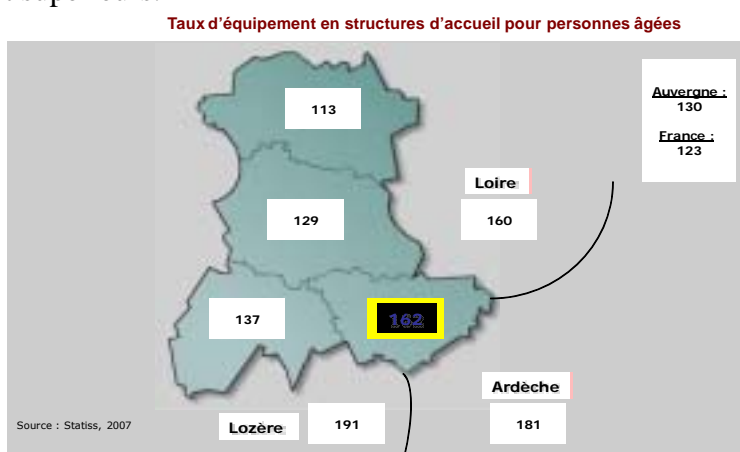 Taux d'équipement en structures d'accueil pour personnes âgées
113
Auvergne :
130
France :
123
Loire
129
160
137
162
Ardèche
Source : Statiss, 2007
Lozère
191
181